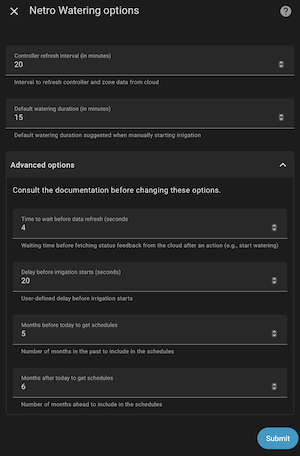 Netro Watering options
Controller refresh interval (in minutes)
20
Interval to refresh controller and zone data from cloud
Default watering duration (in minutes)
15
Default watering duration suggested when manually starting irrigation
Advanced options
Consult the documentation before changing these options.
Time to wait before data refresh (seconds
4
Waiting time before fetching status feedback from the cloud after an action (e.g., start watering)
Delay before irrigation starts (seconds)
20
User-defined delay before irrigation starts
Months before today to get schedules
5
Number of months in the past to include in the schedules
Months after today to get schedules
6
Number of months ahead to include in the schedules
Submit